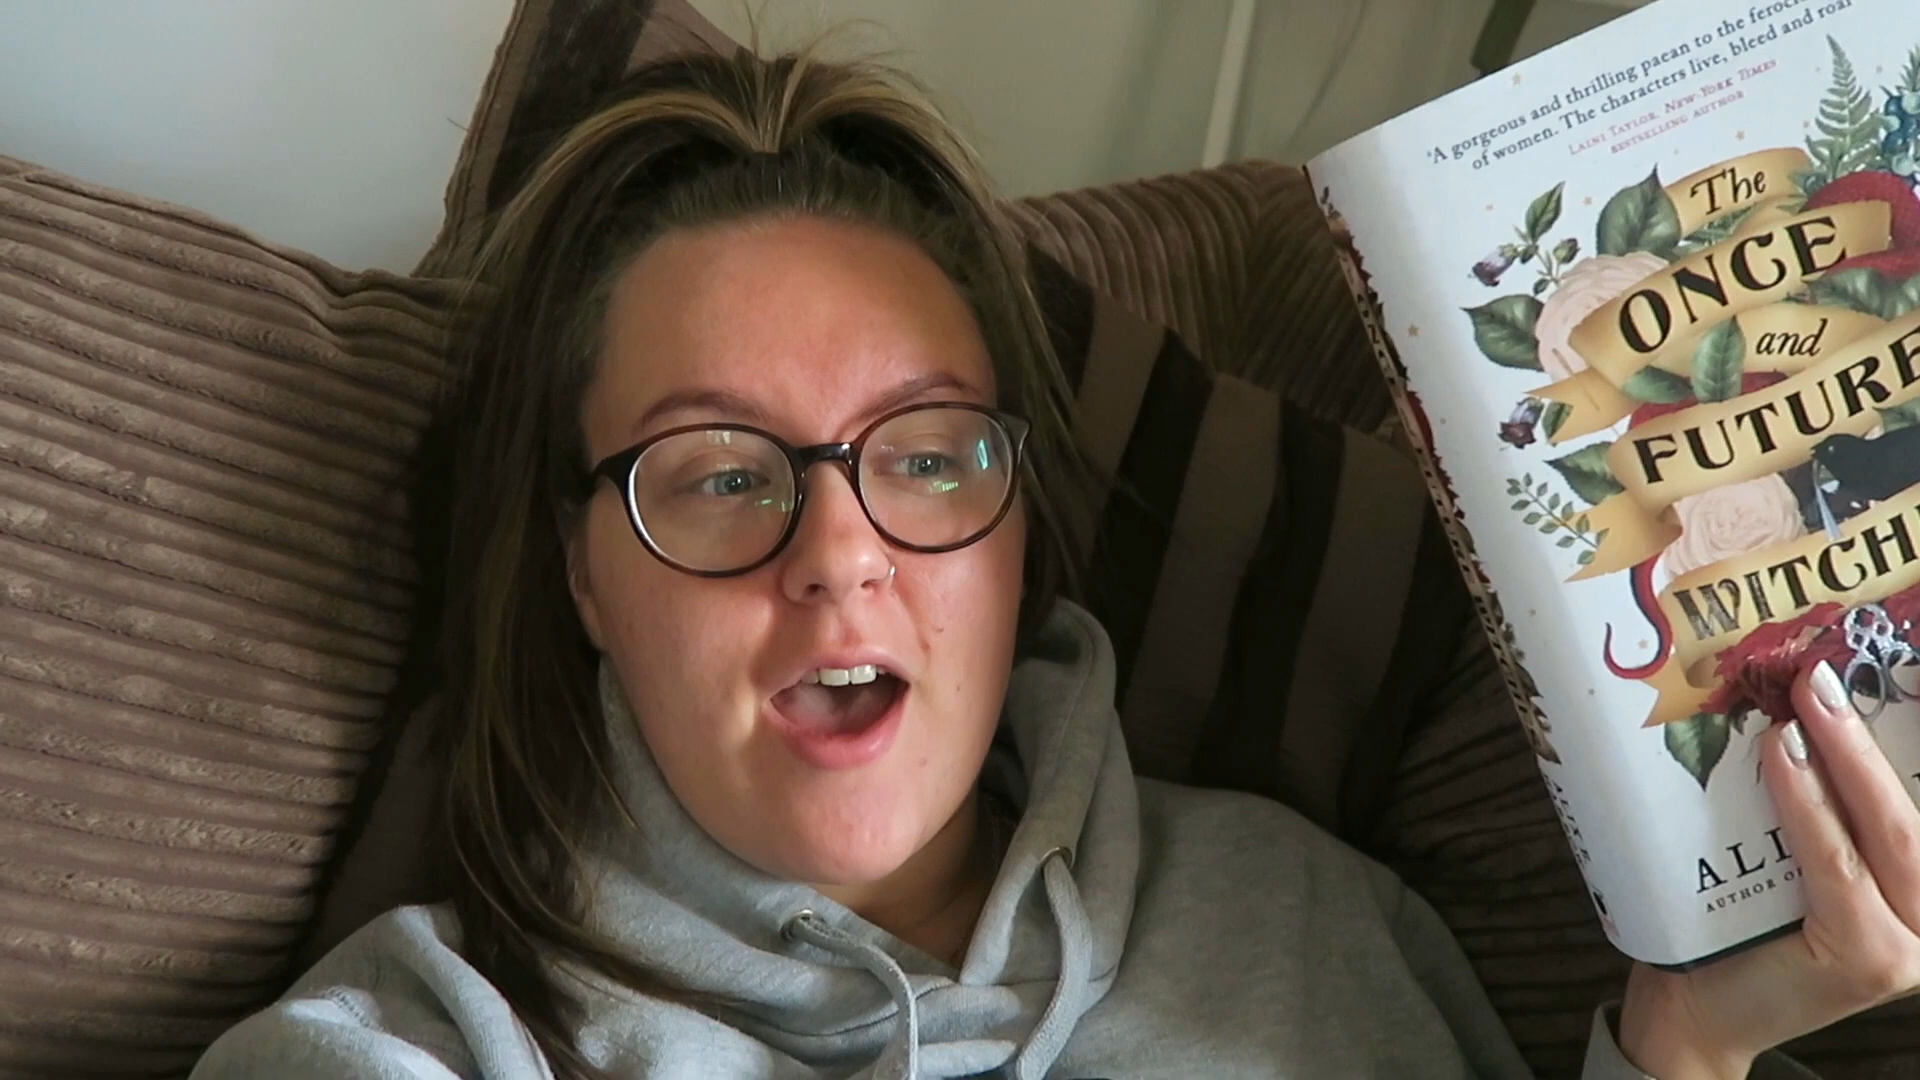 'A gorgeous and thrilling paean to the
of women. The characters live, bleed and roar
LAINI TAYLOR, NEW YORK TIMES
BESTSELLING AUTHOR
The
ONCE
and
FUTURE
WITCH
ALI
AUTHOR OF
ALIX E.